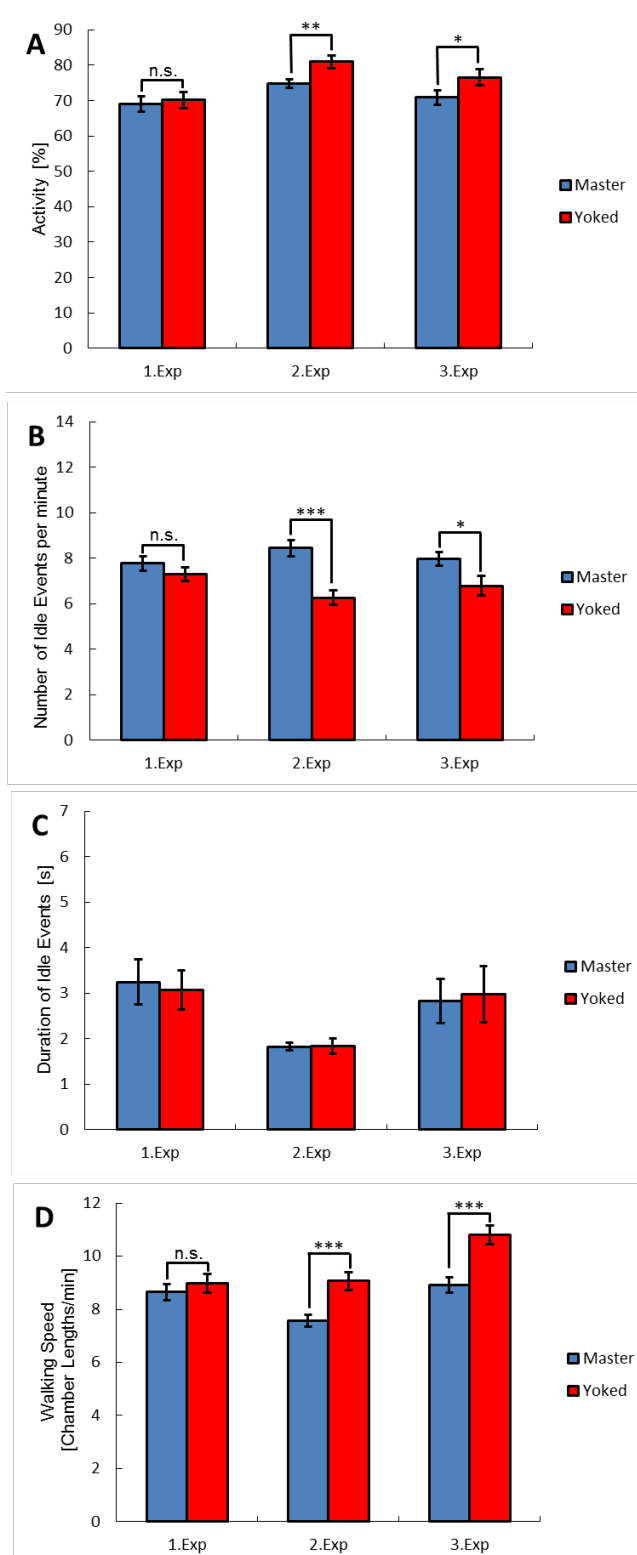 A
Activity [%]
90
80
70
60
50
40
30
20
10
0
n.s.
**
*
1.Exp 2.Exp 3.Exp
Master
Yoked
B
Number of Idle Events per minute
14
12
10
8
6
4
2
0
n.s.
***
*
1.Exp 2.Exp 3.Exp
Master
Yoked
C
Duration of Idle Events [s]
7
6
5
4
3
2
1
0
1.Exp 2.Exp 3.Exp
Master
Yoked
D
Walking Speed
[Chamber Lengths/min]
12
10
8
6
4
2
0
n.s.
***
***
1.Exp 2.Exp 3.Exp
Master
Yoked